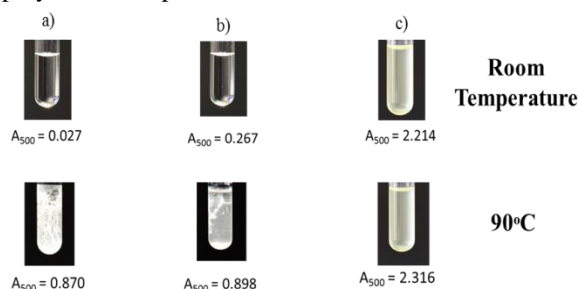 a) b) c)
Room
Temperature
A500 = 0.027 A500 = 0.267 A500 = 2.214
90oC
A500 = 0.870 A500 = 0.898 A500 = 2.316